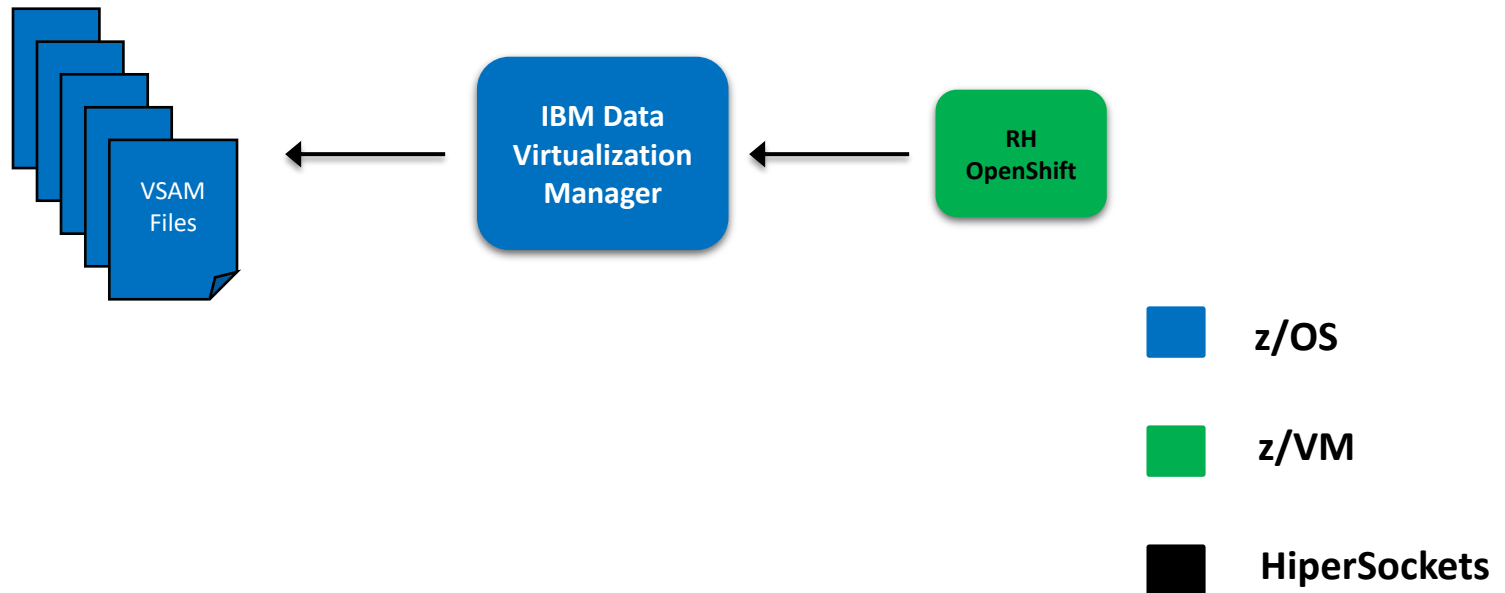 VSAM
Files
IBM Data
Virtualization
Manager
RH
OpenShift
z/OS
z/VM
HiperSockets